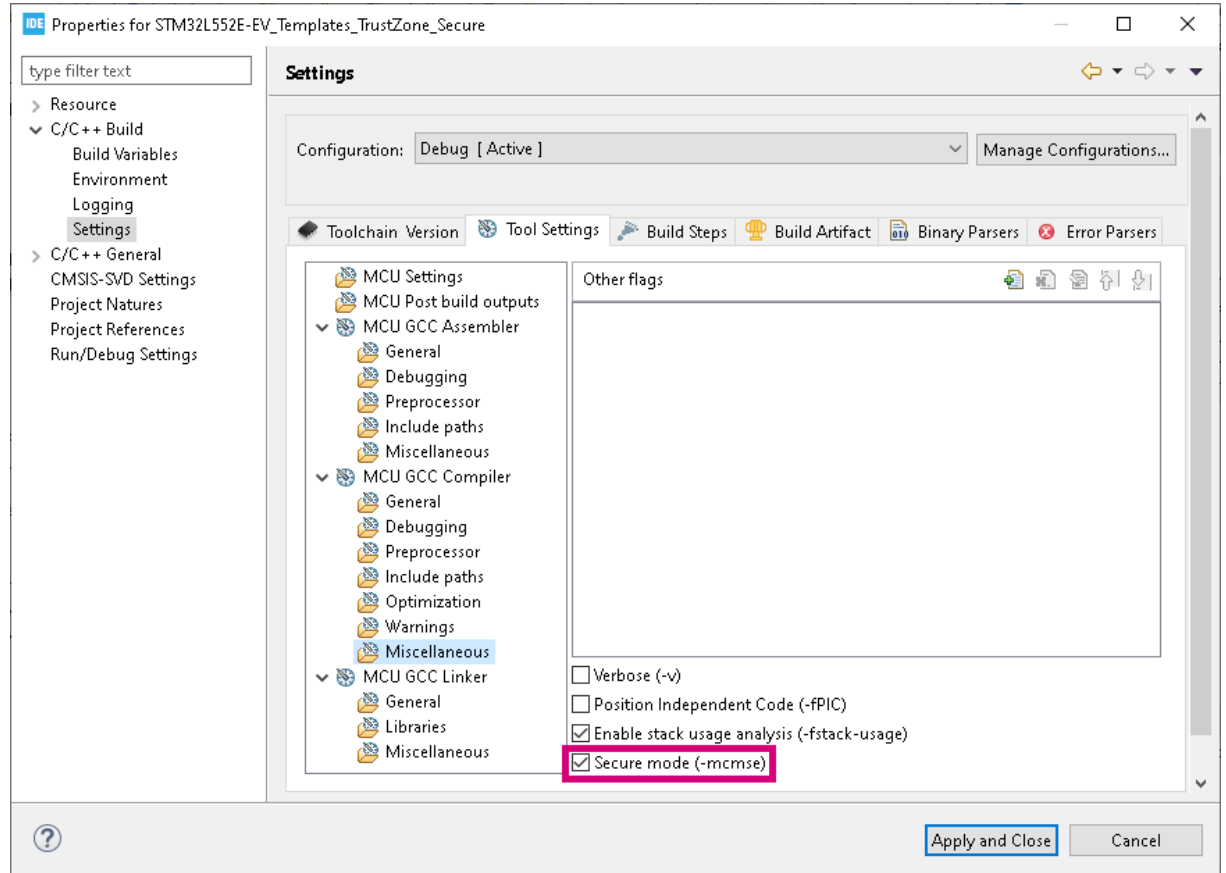 IDE Properties for STM32L552E-EV_Templates_TrustZone_Secure
type filter text
Resource
C/C++ Build
Build Variables
Environment
Logging
Settings
C/C++ General
CMSIS-SVD Settings
Project Natures
Project References
Run/Debug Settings
Settings
Configuration: Debug [ Active ] Manage Configurations...
Toolchain Version Tool Settings Build Steps Build Artifact Binary Parsers Error Parsers
MCU Settings
MCU Post build outputs
MCU GCC Assembler
General
Debugging
Preprocessor
Include paths
Miscellaneous
MCU GCC Compiler
General
Debugging
Preprocessor
Include paths
Optimization
Warnings
Miscellaneous
MCU GCC Linker
General
Libraries
Miscellaneous
Other flags
Verbose (-v)
Position Independent Code (-fPIC)
Enable stack usage analysis (-fstack-usage)
Secure mode (-mcmse)
Apply and Close Cancel